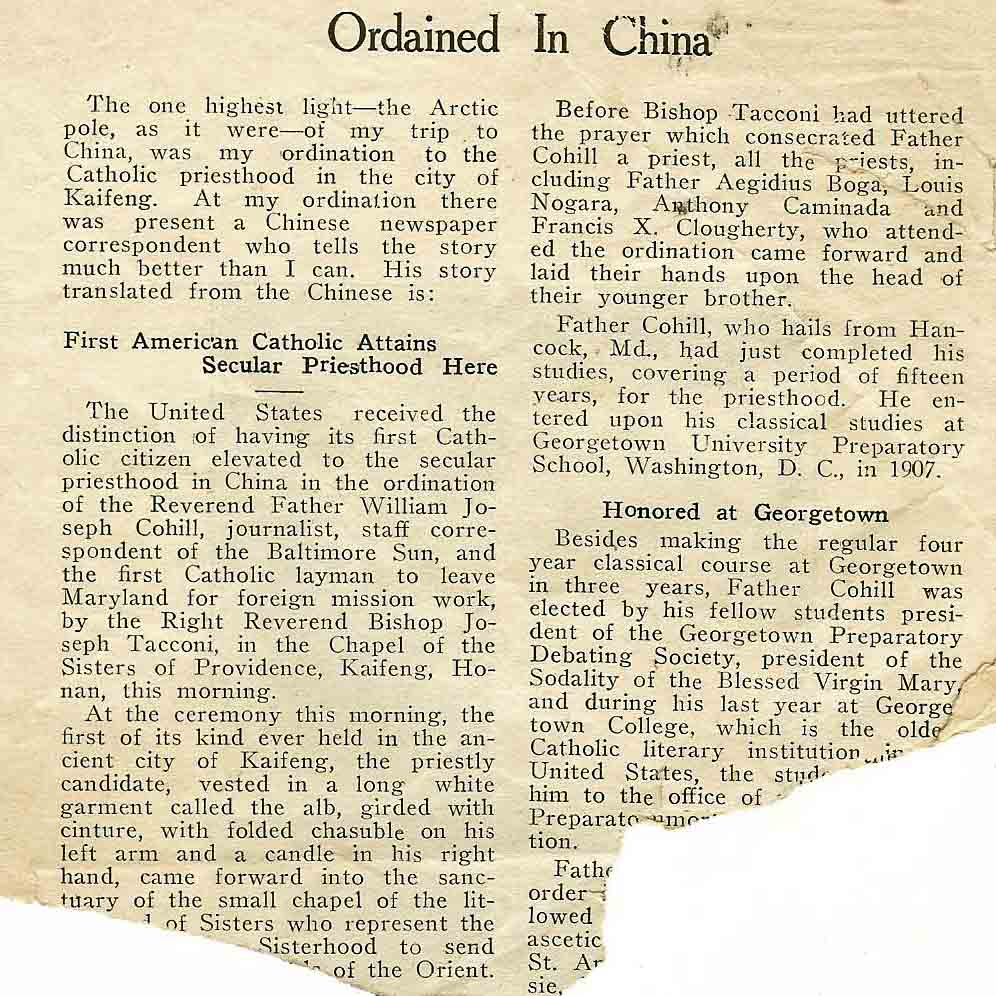 Ordained In China
The one highest light—the Arctic
pole, as it were—of my trip to
China, was my ordination to the
Catholic priesthood in the city of
Kaifeng. At my ordination there
was present a Chinese newspaper
correspondent who tells the story
much better than I can. His story
translated from the Chinese is:
First American Catholic Attains
Secular Priesthood Here
The United States received the
distinction of having its first Cath-
olic citizen elevated to the secular
priesthood in China in the ordination
of the Reverend Father William Jo-
seph Cohill, journalist, staff corre-
spondent of the Baltimore Sun, and
the first Catholic layman to leave
Maryland for foreign mission work,
by the Right Reverend Bishop Jo-
seph Tacconi, in the Chapel of the
Sisters of Providence, Kaifeng, Ho-
nan, this morning.
At the ceremony this morning, the
first of its kind ever held in the an-
cient city of Kaifeng, the priestly
candidate, vested in a long white
garment called the alb, girded with
cinture, with folded chasuble on his
left arm and a candle in his right
hand, came forward into the sanc-
tuary of the small chapel of the lit-
of Sisters who represent the
Sisterhood to send
of the Orient.
Before Bishop Tacconi had uttered
the prayer which consecrated Father
Cohill a priest, all the priests, in-
cluding Father Aegidius Boga, Louis
Nogara, Anthony Caminada and
Francis X. Clougherty, who attend-
ed the ordination came forward and
laid their hands upon the head of
their younger brother.
Father Cohill, who hails from Han-
cock, Md., had just completed his
studies, covering a period of fifteen
years, for the priesthood. He en-
tered upon his classical studies at
Georgetown University Preparatory
School, Washington, D. C., in 1907.
Honored at Georgetown
Besides making the regular four
year classical course at Georgetown
in three years, Father Cohill was
elected by his fellow students presi-
dent of the Georgetown Preparatory
Debating Society, president of the
Sodality of the Blessed Virgin Mary,
and during his last year at George
town College, which is the olde
Catholic literary institution in
United States, the
him to the office of
tion.
order
lowed
ascetic
St.
sie,